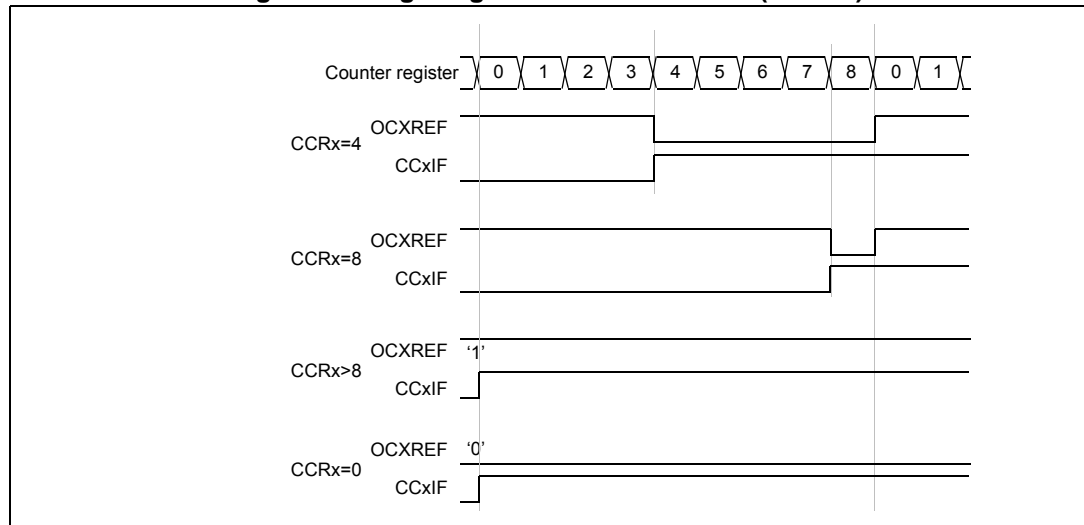 Counter register 0 1 2 3 4 5 6 7 8 0 1
OCXREF
CCRx=4
CCxIF
OCXREF
CCRx=8
CCxIF
OCXREF '1'
CCRx>8
CCxIF
OCXREF '0'
CCRx=0
CCxIF